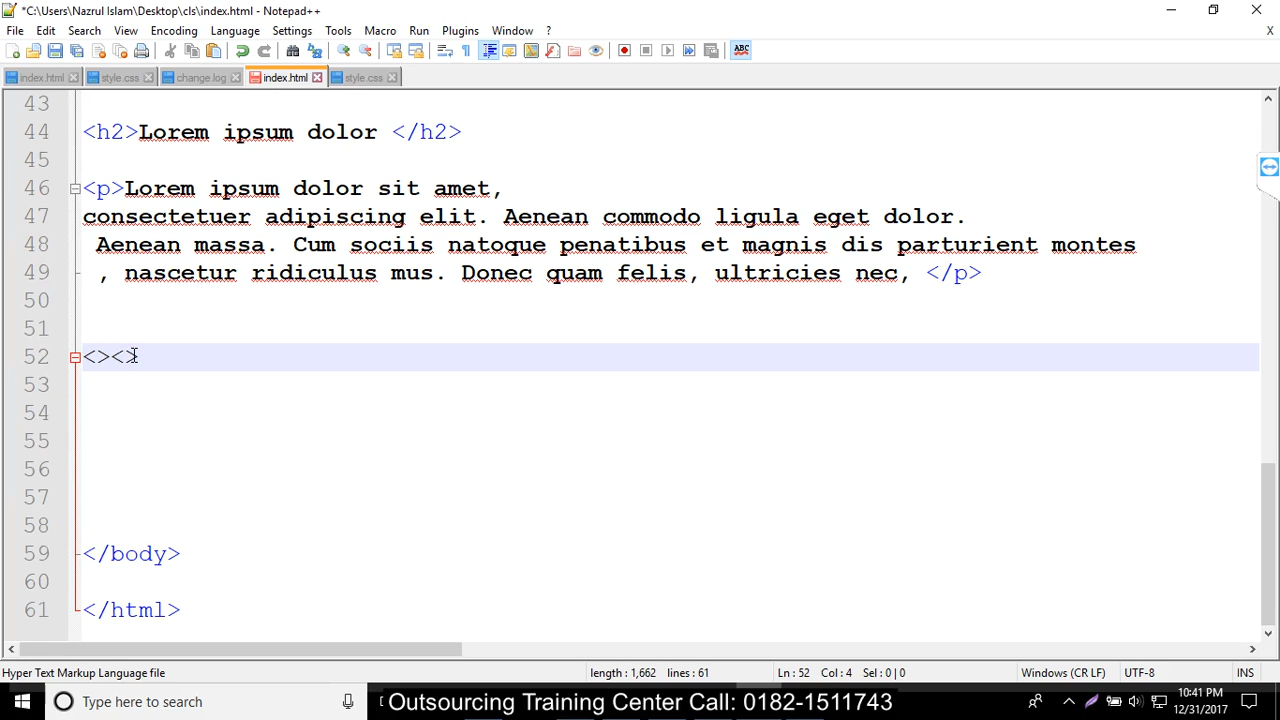 *C:\Users\Nazrul Islam\Desktop\cls\index.html - Notepad++
File Edit Search View Encoding Language Settings Tools Macro Run Plugins Window ? X
ABC
index.html style.css change.log index.html style.css
43
44 <h2>Lorem ipsum dolor </h2>
45
46 <p>Lorem ipsum dolor sit amet,
47 consectetuer adipiscing elit. Aenean commodo ligula eget dolor.
48 Aenean massa. Cum sociis natoque penatibus et magnis dis parturient montes
49 , nascetur ridiculus mus. Donec quam felis, ultricies nec, </p>
50
51
52 <><>
53
54
55
56
57
58
59 </body>
60
61 </html>
Hyper Text Markup Language file length : 1,662 lines : 61 Ln : 52 Col : 4 Sel : 0 | 0 Windows (CR LF) UTF-8 INS
Type here to search Outsourcing Training Center Call: 0182-1511743 10:41 PM
12/31/2017